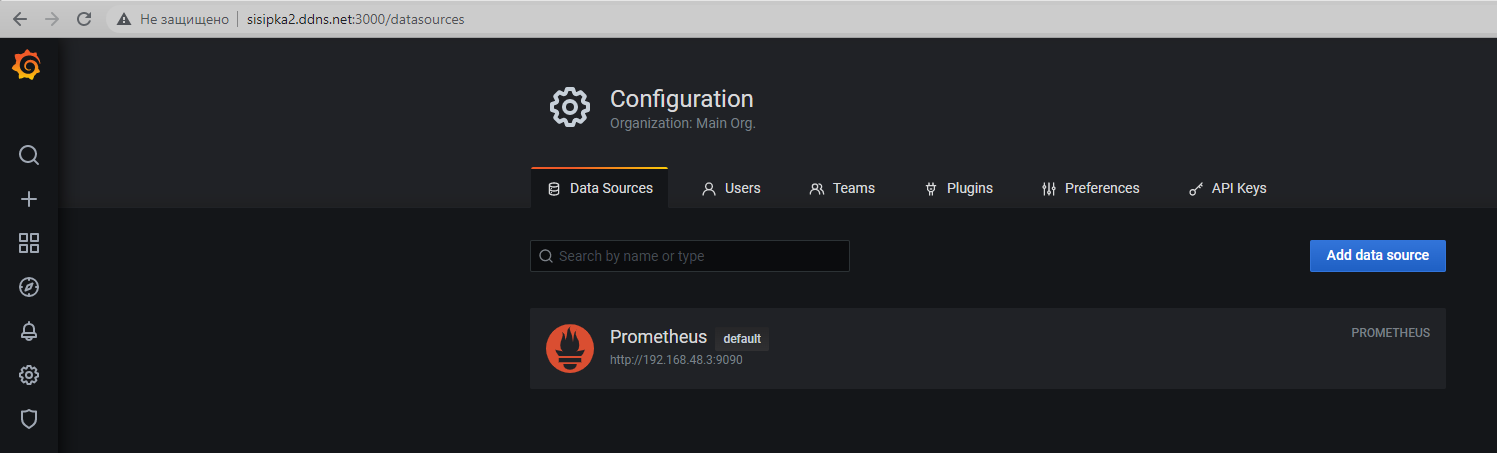 Не защищено sisipka2.ddns.net:3000/datasources
Configuration
Organization: Main Org.
Data Sources Users Teams Plugins Preferences API Keys
Search by name or type Add data source
Prometheus default PROMETHEUS
http://192.168.48.3:9090